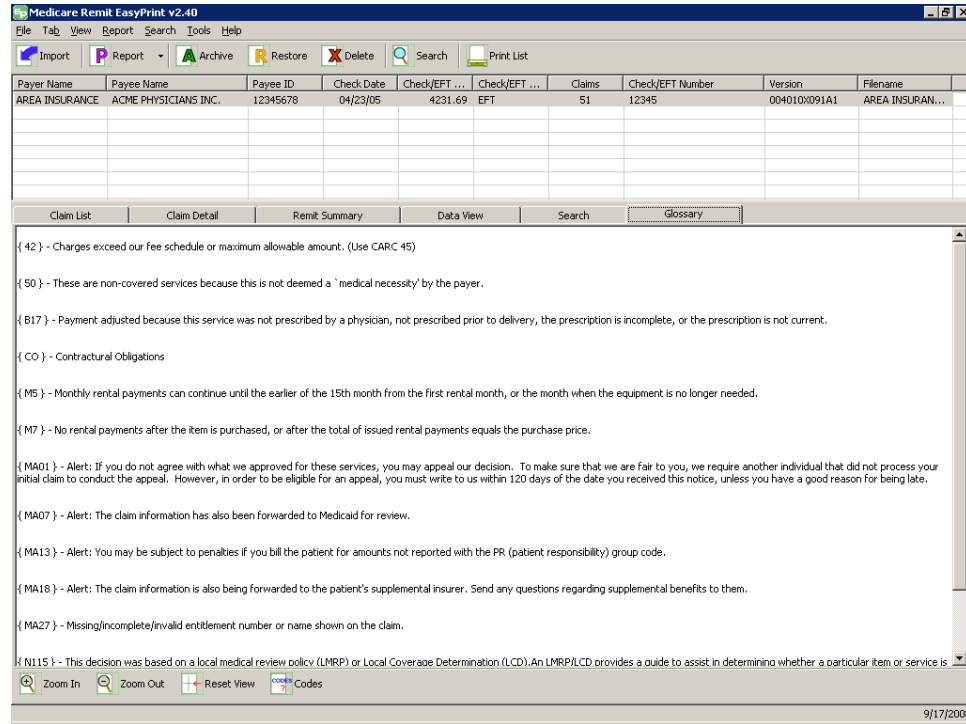 Medicare Remit EasyPrint v2.40
File Tab View Report Search Tools Help
Import Report Archive Restore Delete Search Print List
Payer Name Payee Name Payee ID Check Date Check/EFT ... Check/EFT ... Claims Check/EFT Number Version Filename
AREA INSURANCE ACME PHYSICIANS INC. 12345678 04/23/05 4231.69 EFT 51 12345 004010X091A1 AREA INSURAN...
Claim List Claim Detail Remit Summary Data View Search Glossary
{ 42 } - Charges exceed our fee schedule or maximum allowable amount. (Use CARC 45)
{ 50 } - These are non-covered services because this is not deemed a `medical necessity' by the payer.
{ B17 } - Payment adjusted because this service was not prescribed by a physician, not prescribed prior to delivery, the prescription is incomplete, or the prescription is not current.
{ CO } - Contractural Obligations
{ M5 } - Monthly rental payments can continue until the earlier of the 15th month from the first rental month, or the month when the equipment is no longer needed.
{ M7 } - No rental payments after the item is purchased, or after the total of issued rental payments equals the purchase price.
{ MA01 } - Alert: If you do not agree with what we approved for these services, you may appeal our decision.  To make sure that we are fair to you, we require another individual that did not process your
initial claim to conduct the appeal.  However, in order to be eligible for an appeal, you must write to us within 120 days of the date you received this notice, unless you have a good reason for being late.
{ MA07 } - Alert: The claim information has also been forwarded to Medicaid for review.
{ MA13 } - Alert: You may be subject to penalties if you bill the patient for amounts not reported with the PR (patient responsibility) group code.
{ MA18 } - Alert: The claim information is also being forwarded to the patient's supplemental insurer. Send any questions regarding supplemental benefits to them.
{ MA27 } - Missing/incomplete/invalid entitlement number or name shown on the claim.
{ N115 } - This decision was based on a local medical review policy (LMRP) or Local Coverage Determination (LCD).An LMRP/LCD provides a guide to assist in determining whether a particular item or service is
Zoom In Zoom Out Reset View CODES ? Codes
9/17/200